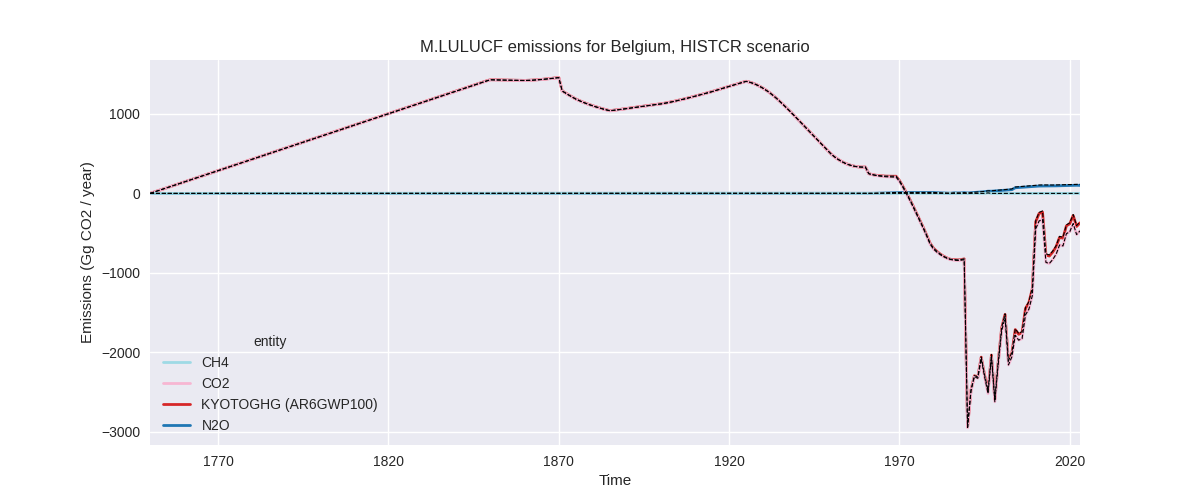 M.LULUCF emissions for Belgium, HISTCR scenario
Emissions (Gg CO2 / year)
1000
0
−1000
−2000
−3000
entity
CH4
CO2
KYOTOGHG (AR6GWP100)
N2O
1770
1820
1870
1920
1970
2020
Time